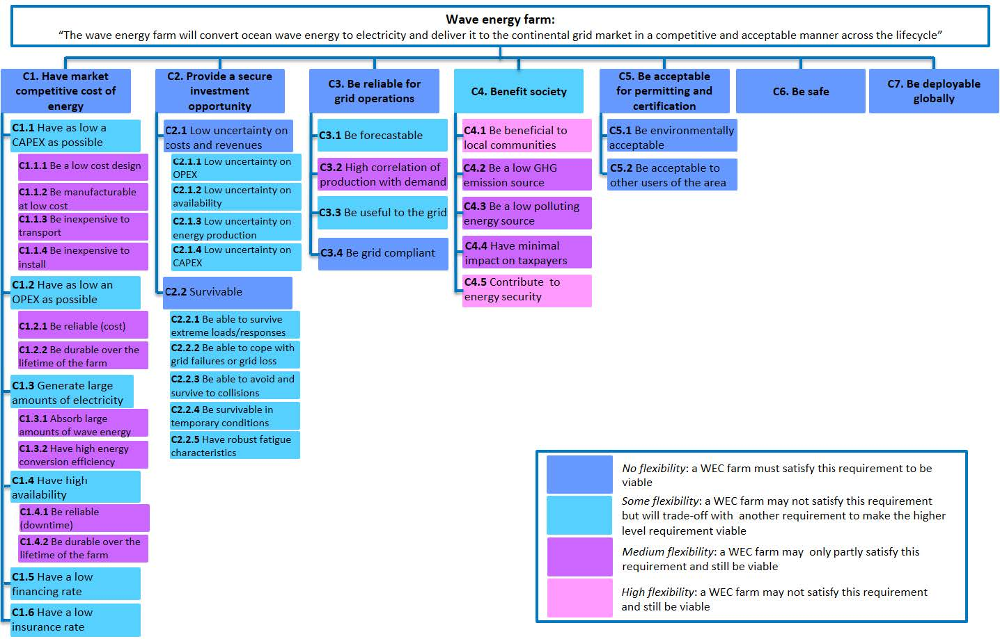 Wave energy farm:
“The wave energy farm will convert ocean wave energy to electricity and deliver it to the continental grid market in a competitive and acceptable manner across the lifecycle”
C1. Have market
competitive cost of
energy
C1.1 Have as low a
CAPEX as possible
C1.1.1 Be a low cost design
C1.1.2 Be manufacturable
at low cost
C1.1.3 Be inexpensive to
transport
C1.1.4 Be inexpensive to
install
C1.2 Have as low an
OPEX as possible
C1.2.1 Be reliable (cost)
C1.2.2 Be durable over the
lifetime of the farm
C1.3 Generate large
amounts of electricity
C1.3.1 Absorb large
amounts of wave energy
C1.3.2 Have high energy
conversion efficiency
C1.4 Have high
availability
C1.4.1 Be reliable
(downtime)
C1.4.2 Be durable over the
lifetime of the farm
C1.5 Have a low
financing rate
C1.6 Have a low
insurance rate
C2. Provide a secure
investment
opportunity
C2.1 Low uncertainty on
costs and revenues
C2.1.1 Low uncertainty on
OPEX
C2.1.2 Low uncertainty on
availability
C2.1.3 Low uncertainty on
energy production
C2.1.4 Low uncertainty on
CAPEX
C2.2 Survivable
C2.2.1 Be able to survive
extreme loads/responses
C2.2.2 Be able to cope with
grid failures or grid loss
C2.2.3 Be able to avoid and
survive to collisions
C2.2.4 Be survivable in
temporary conditions
C2.2.5 Have robust fatigue
characteristics
C3. Be reliable for
grid operations
C3.1 Be forecastable
C3.2 High correlation of
production with demand
C3.3 Be useful to the grid
C3.4 Be grid compliant
C4. Benefit society
C4.1 Be beneficial to
local communities
C4.2 Be a low GHG
emission source
C4.3 Be a low polluting
energy source
C4.4 Have minimal
impact on taxpayers
C4.5 Contribute to
energy security
C5. Be acceptable
for permitting and
certification
C5.1 Be environmentally
acceptable
C5.2 Be acceptable to
other users of the area
C6. Be safe
C7. Be deployable
globally
No flexibility: a WEC farm must satisfy this requirement to be
viable
Some flexibility: a WEC farm may not satisfy this requirement
but will trade-off with another requirement to make the higher
level requirement viable
Medium flexibility: a WEC farm may only partly satisfy this
requirement and still be viable
High flexibility: a WEC farm may not satisfy this requirement
and still be viable